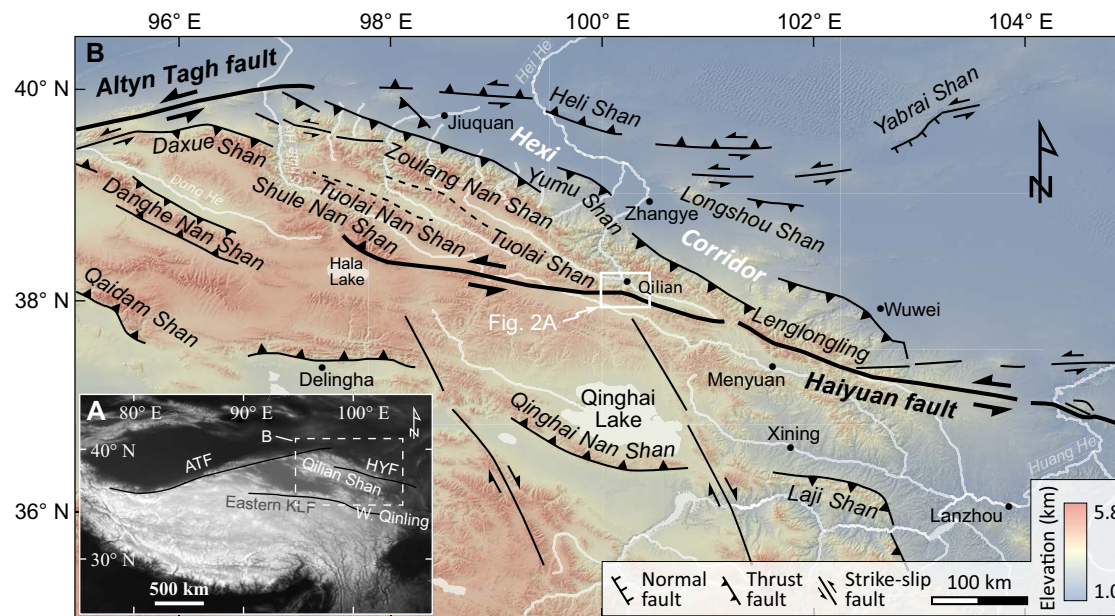 96° E
98° E
100° E
102° E
104° E
B
40° N
38° N
36° N
Altyn Tagh fault
Hei He
Heli Shan
Yabrai Shan
Jiuquan
Hexi
Daxue Shan
Shule He
Zoulang Nan Shan
Yumu Shan
Longshou Shan
N
Dang He
Danghe Nan Shan
Shule Nan Shan
Tuolai Nan Shan
Tuolai Shan
Zhangye
Corridor
Hala
Lake
Qilian
Qaidam Shan
Fig. 2A
Wuwei
Lenglongling
Delingha
Menyuan
Haiyuan fault
Qinghai
Lake
Qinghai Nan Shan
Xining
Huang He
Laji Shan
Lanzhou
A
80° E
90° E
100° E
N
B
40° N
ATF
HYF
Qilian Shan
Eastern KLF
W. Qinling
30° N
500 km
Normal
fault
Thrust
fault
Strike-slip
fault
100 km
Elevation (km)
5.8
1.0